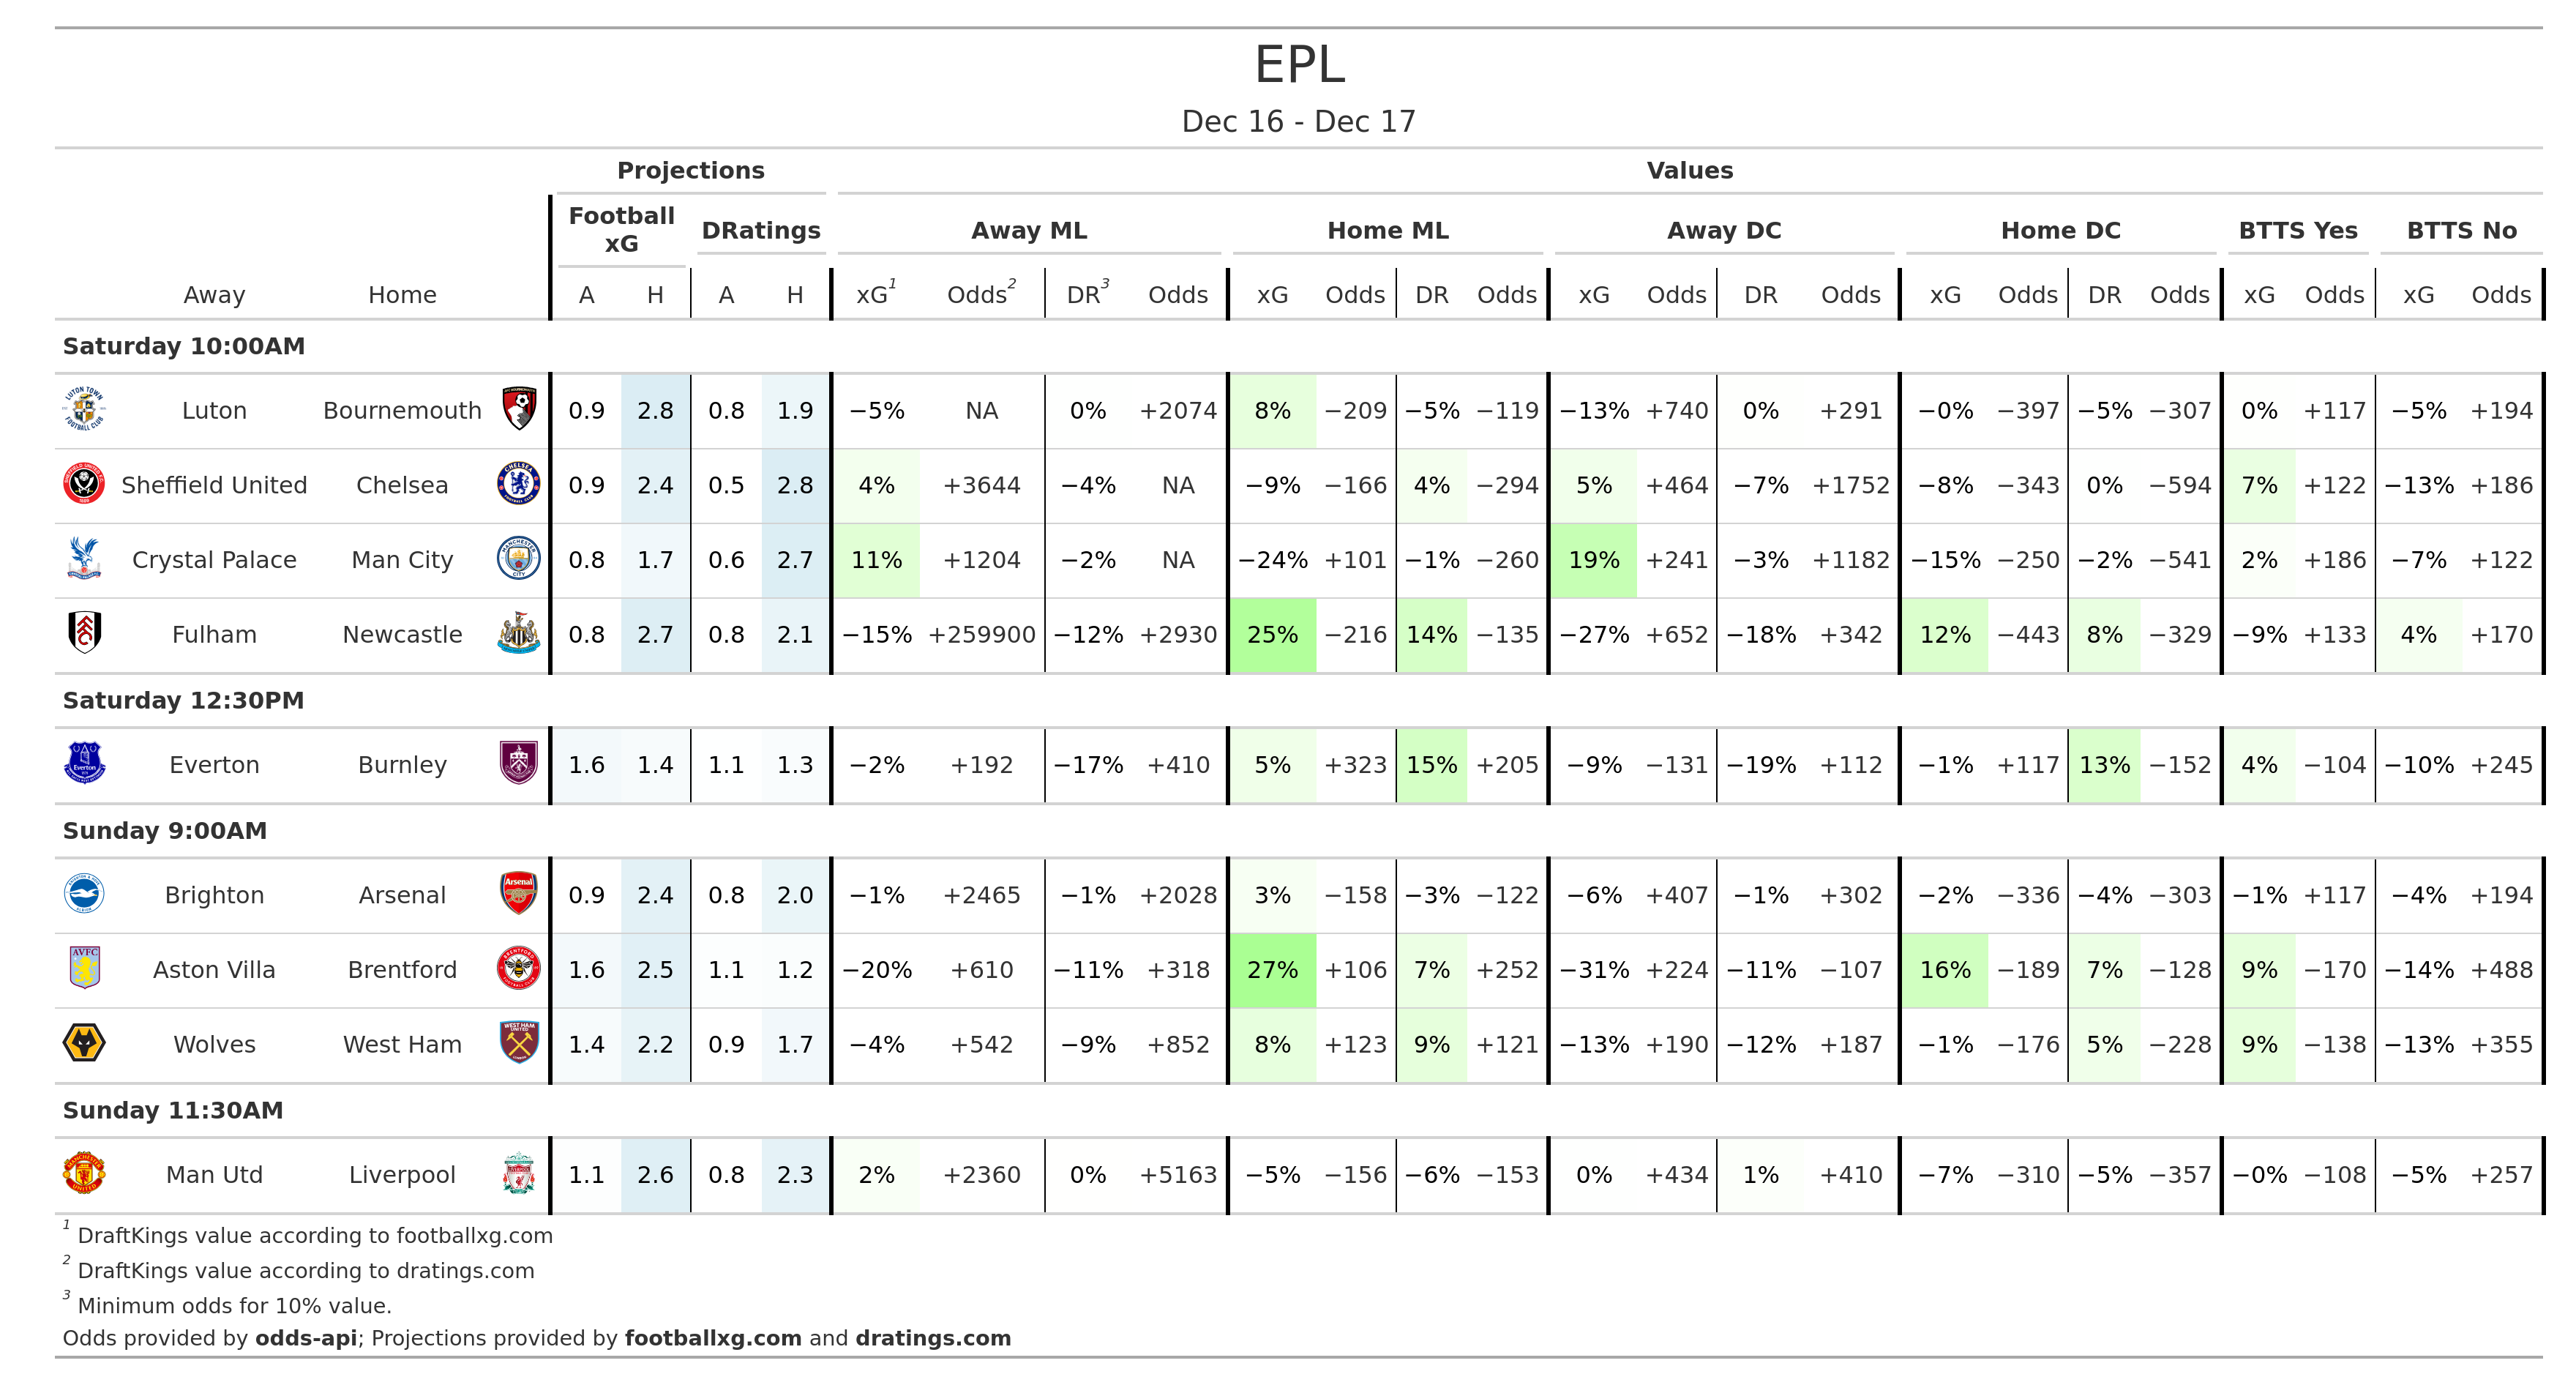 EPL
Dec 16 - Dec 17
Projections Values
Football xG DRatings Away ML Home ML Away DC Home DC BTTS Yes BTTS No
Away Home A H A H xG1 Odds2 DR3 Odds xG Odds DR Odds xG Odds DR Odds xG Odds DR Odds xG Odds xG Odds
Saturday 10:00AM
Luton Bournemouth 0.9 2.8 0.8 1.9 −5% NA 0% +2074 8% −209 −5% −119 −13% +740 0% +291 −0% −397 −5% −307 0% +117 −5% +194
Sheffield United Chelsea 0.9 2.4 0.5 2.8 4% +3644 −4% NA −9% −166 4% −294 5% +464 −7% +1752 −8% −343 0% −594 7% +122 −13% +186
Crystal Palace Man City 0.8 1.7 0.6 2.7 11% +1204 −2% NA −24% +101 −1% −260 19% +241 −3% +1182 −15% −250 −2% −541 2% +186 −7% +122
Fulham Newcastle 0.8 2.7 0.8 2.1 −15% +259900 −12% +2930 25% −216 14% −135 −27% +652 −18% +342 12% −443 8% −329 −9% +133 4% +170
Saturday 12:30PM
Everton Burnley 1.6 1.4 1.1 1.3 −2% +192 −17% +410 5% +323 15% +205 −9% −131 −19% +112 −1% +117 13% −152 4% −104 −10% +245
Sunday 9:00AM
Brighton Arsenal 0.9 2.4 0.8 2.0 −1% +2465 −1% +2028 3% −158 −3% −122 −6% +407 −1% +302 −2% −336 −4% −303 −1% +117 −4% +194
Aston Villa Brentford 1.6 2.5 1.1 1.2 −20% +610 −11% +318 27% +106 7% +252 −31% +224 −11% −107 16% −189 7% −128 9% −170 −14% +488
Wolves West Ham 1.4 2.2 0.9 1.7 −4% +542 −9% +852 8% +123 9% +121 −13% +190 −12% +187 −1% −176 5% −228 9% −138 −13% +355
Sunday 11:30AM
Man Utd Liverpool 1.1 2.6 0.8 2.3 2% +2360 0% +5163 −5% −156 −6% −153 0% +434 1% +410 −7% −310 −5% −357 −0% −108 −5% +257
1 DraftKings value according to footballxg.com
2 DraftKings value according to dratings.com
3 Minimum odds for 10% value.
Odds provided by odds-api; Projections provided by footballxg.com and dratings.com